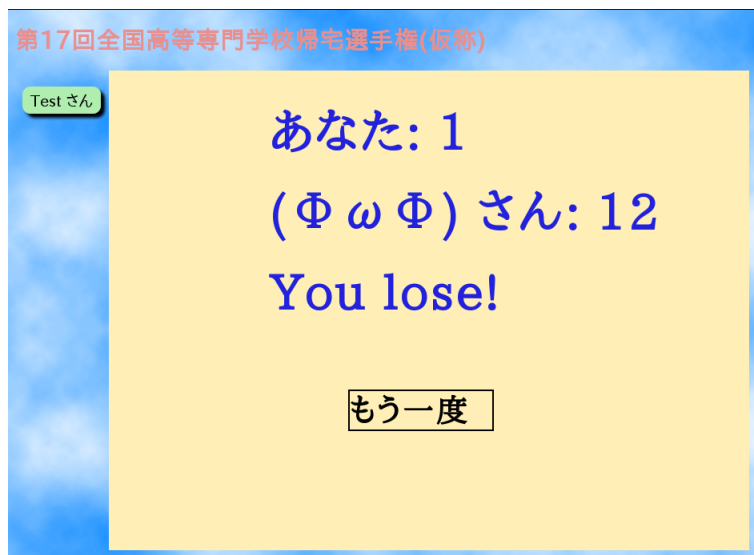 第17回全国高等専門学校帰宅選手権(仮称)
Test さん
あなた: 1
(ΦωΦ) さん: 12
You lose!
もう一度